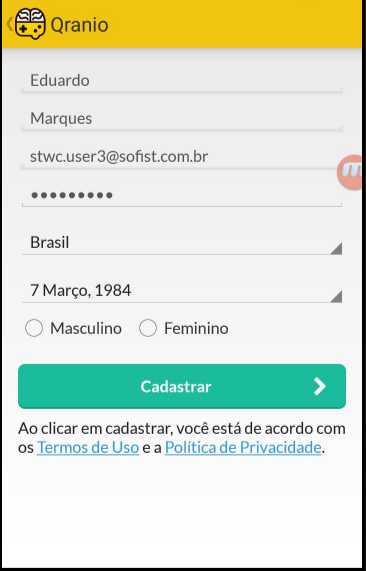 Qranio
Eduardo
Marques
stwc.user3@sofist.com.br
•••••••••
Brasil
7 Março, 1984
Masculino Feminino
Cadastrar
Ao clicar em cadastrar, você está de acordo com
os Termos de Uso e a Política de Privacidade.